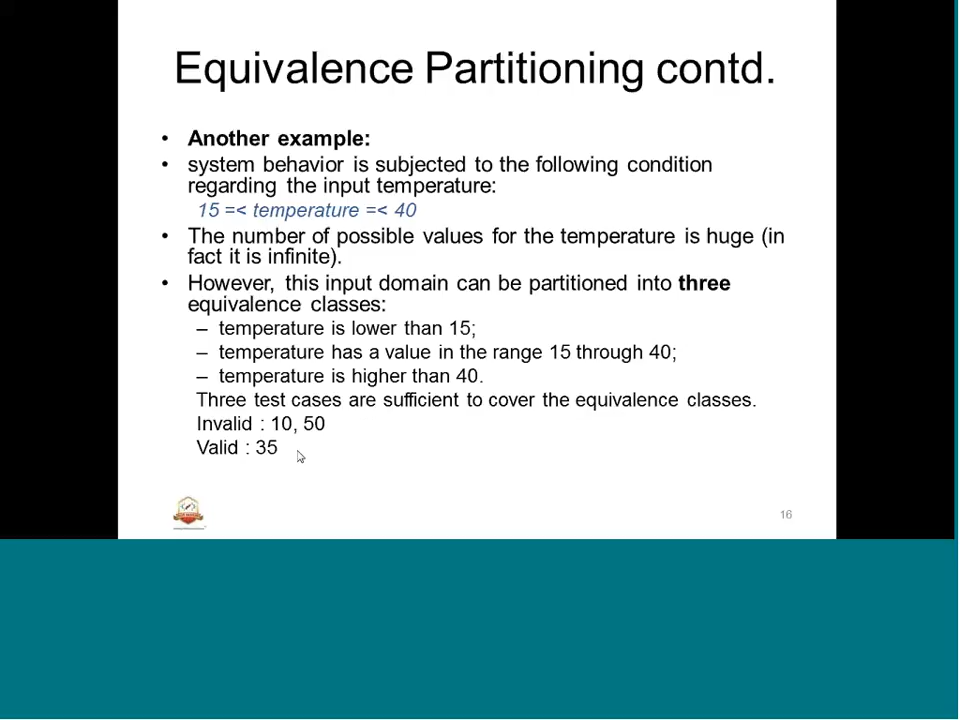 Equivalence Partitioning contd.
• Another example:
• system behavior is subjected to the following condition
regarding the input temperature:
15 =< temperature =< 40
• The number of possible values for the temperature is huge (in
fact it is infinite).
• However, this input domain can be partitioned into three
equivalence classes:
– temperature is lower than 15;
– temperature has a value in the range 15 through 40;
– temperature is higher than 40.
Three test cases are sufficient to cover the equivalence classes.
Invalid : 10, 50
Valid : 35
16